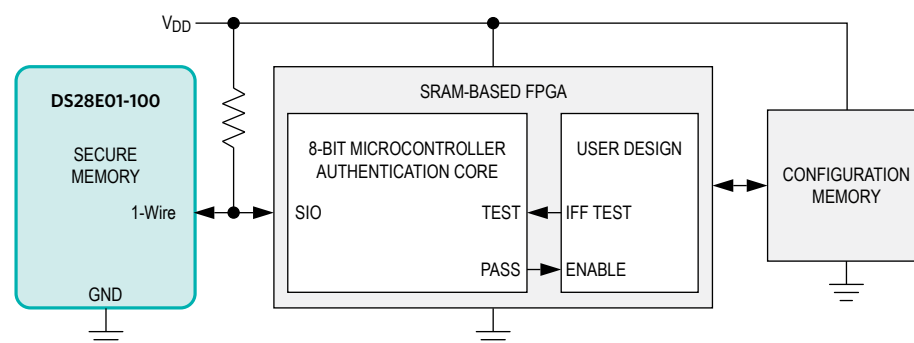 VDD
DS28E01-100
SECURE
MEMORY
1-Wire
GND
SRAM-BASED FPGA
8-BIT MICROCONTROLLER
AUTHENTICATION CORE
SIO
TEST
PASS
USER DESIGN
IFF TEST
ENABLE
CONFIGURATION
MEMORY